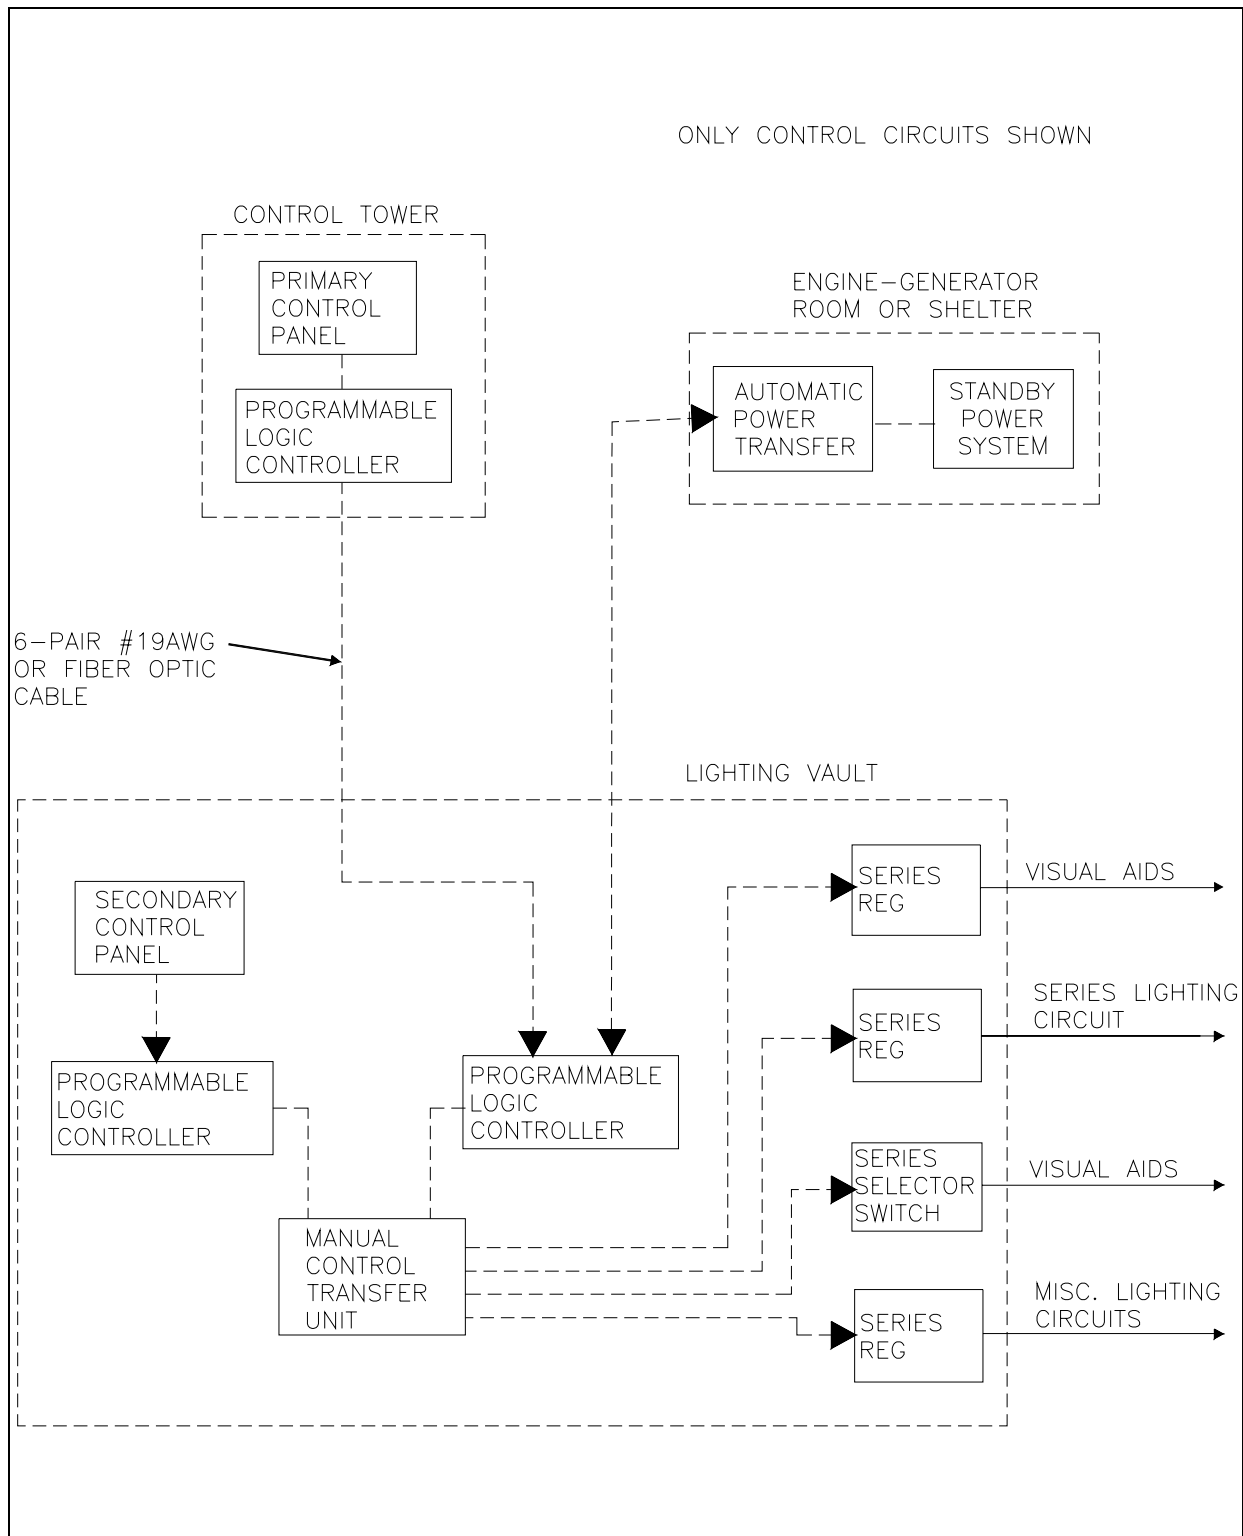 ONLY CONTROL CIRCUITS SHOWN
CONTROL TOWER
PRIMARY
CONTROL
PANEL
PROGRAMMABLE
LOGIC
CONTROLLER
ENGINE-GENERATOR
ROOM OR SHELTER
AUTOMATIC
POWER
TRANSFER
STANDBY
POWER
SYSTEM
6-PAIR #19AWG
OR FIBER OPTIC
CABLE
LIGHTING VAULT
SECONDARY
CONTROL
PANEL
PROGRAMMABLE
LOGIC
CONTROLLER
PROGRAMMABLE
LOGIC
CONTROLLER
MANUAL
CONTROL
TRANSFER
UNIT
SERIES
REG
VISUAL AIDS
SERIES
REG
SERIES LIGHTING
CIRCUIT
SERIES
SELECTOR
SWITCH
VISUAL AIDS
SERIES
REG
MISC. LIGHTING
CIRCUITS